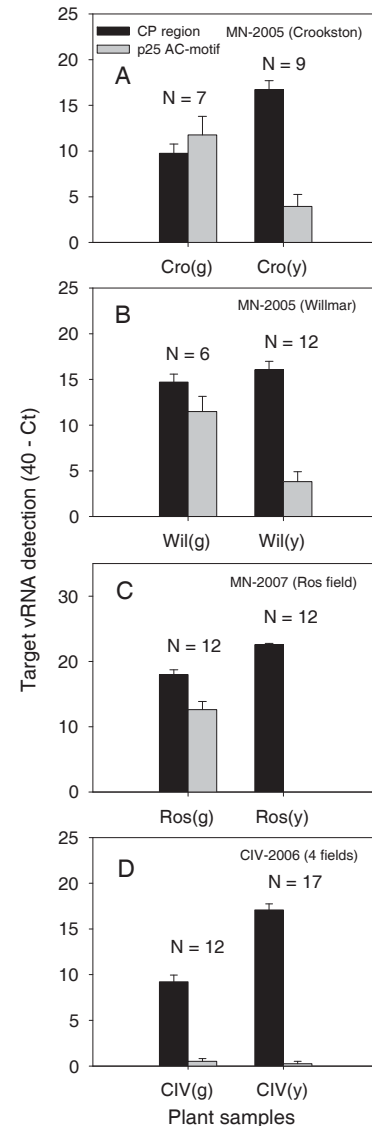 CP region
p25 AC-motif
MN-2005 (Crookston)
A
N = 7
N = 9
25
20
15
10
5
0
Cro(g)
Cro(y)
B
MN-2005 (Willmar)
N = 6
N = 12
25
20
15
10
5
0
Wil(g)
Wil(y)
C
MN-2007 (Ros field)
N = 12
N = 12
30
20
10
0
Ros(g)
Ros(y)
D
CIV-2006 (4 fields)
N = 12
N = 17
25
20
15
10
5
0
CIV(g)
CIV(y)
Target vRNA detection (40 - Ct)
Plant samples